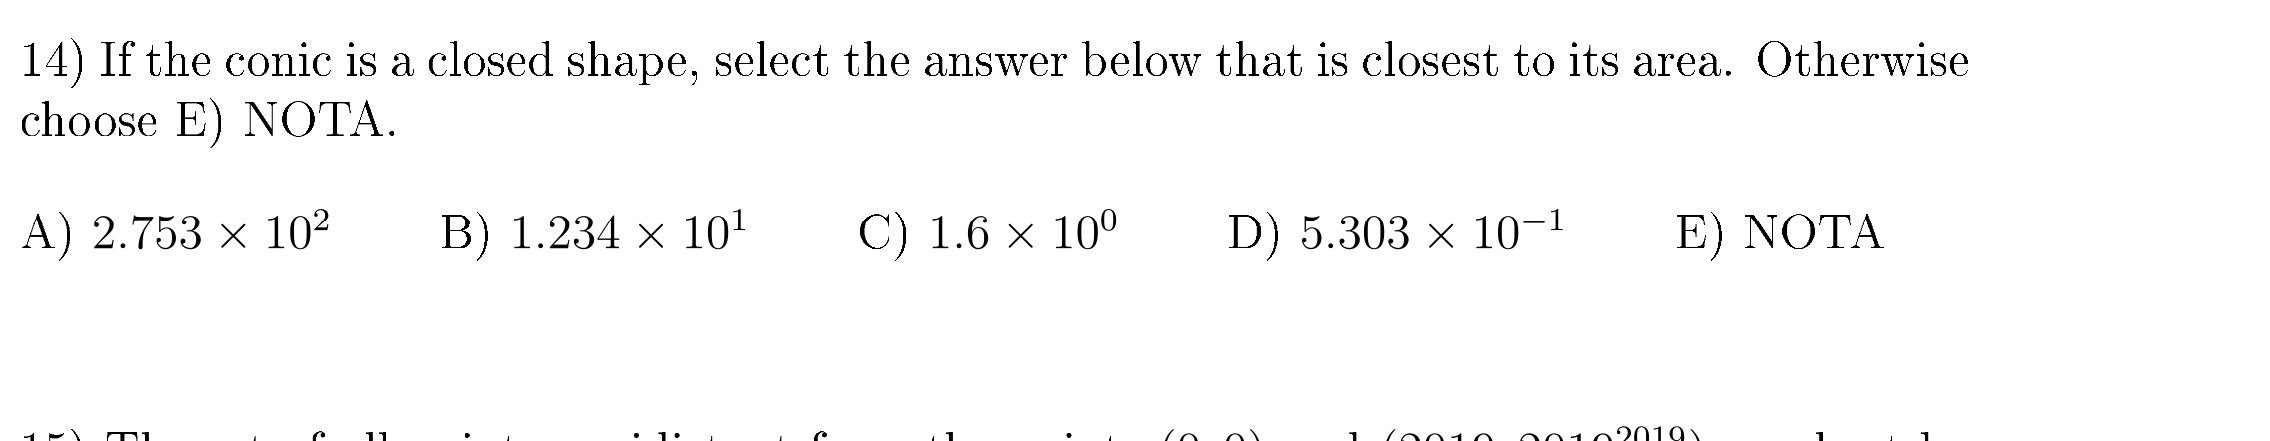 14) If the conic is a closed shape, select the answer below that is closest to its area. Otherwise
choose E) NOTA.
A) 2.753 × 10² B) 1.234 × 10¹ C) 1.6 × 10⁰ D) 5.303 × 10⁻¹ E) NOTA